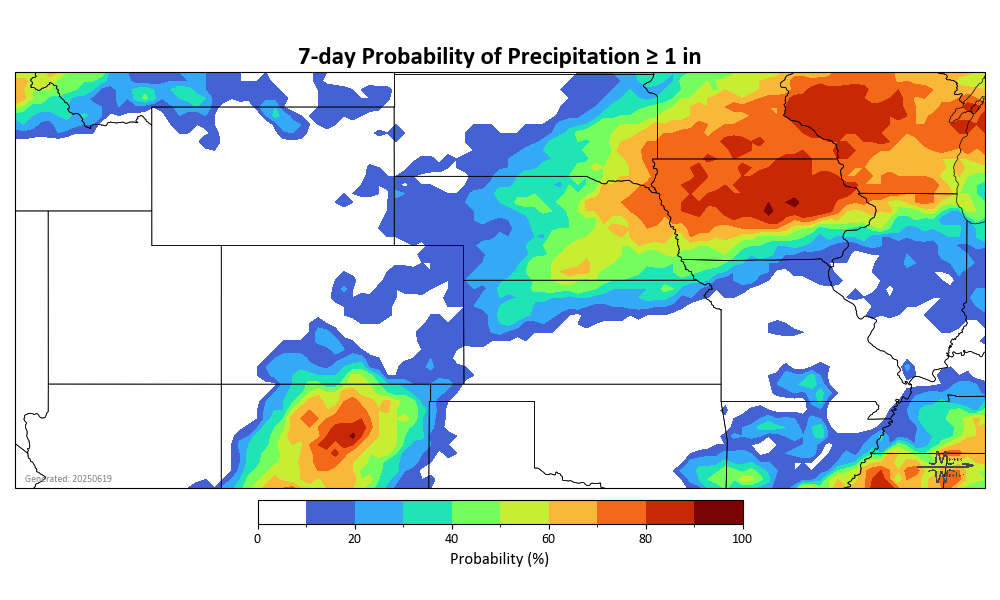 7-day Probability of Precipitation ≥ 1 in
Generated: 20250619
0 20 40 60 80 100
Probability (%)